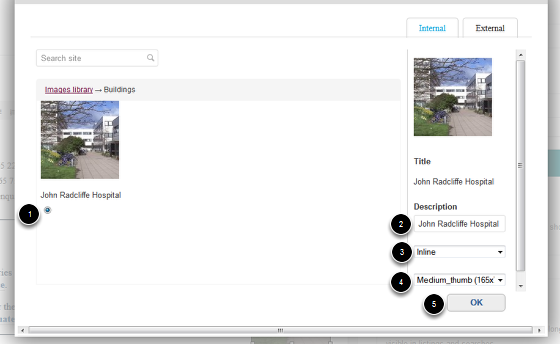 Internal
External
Search site
Images library → Buildings
John Radcliffe Hospital
1
Title
John Radcliffe Hospital
Description
2
John Radcliffe Hospital
3
Inline
4
Medium_thumb (165x
5
OK